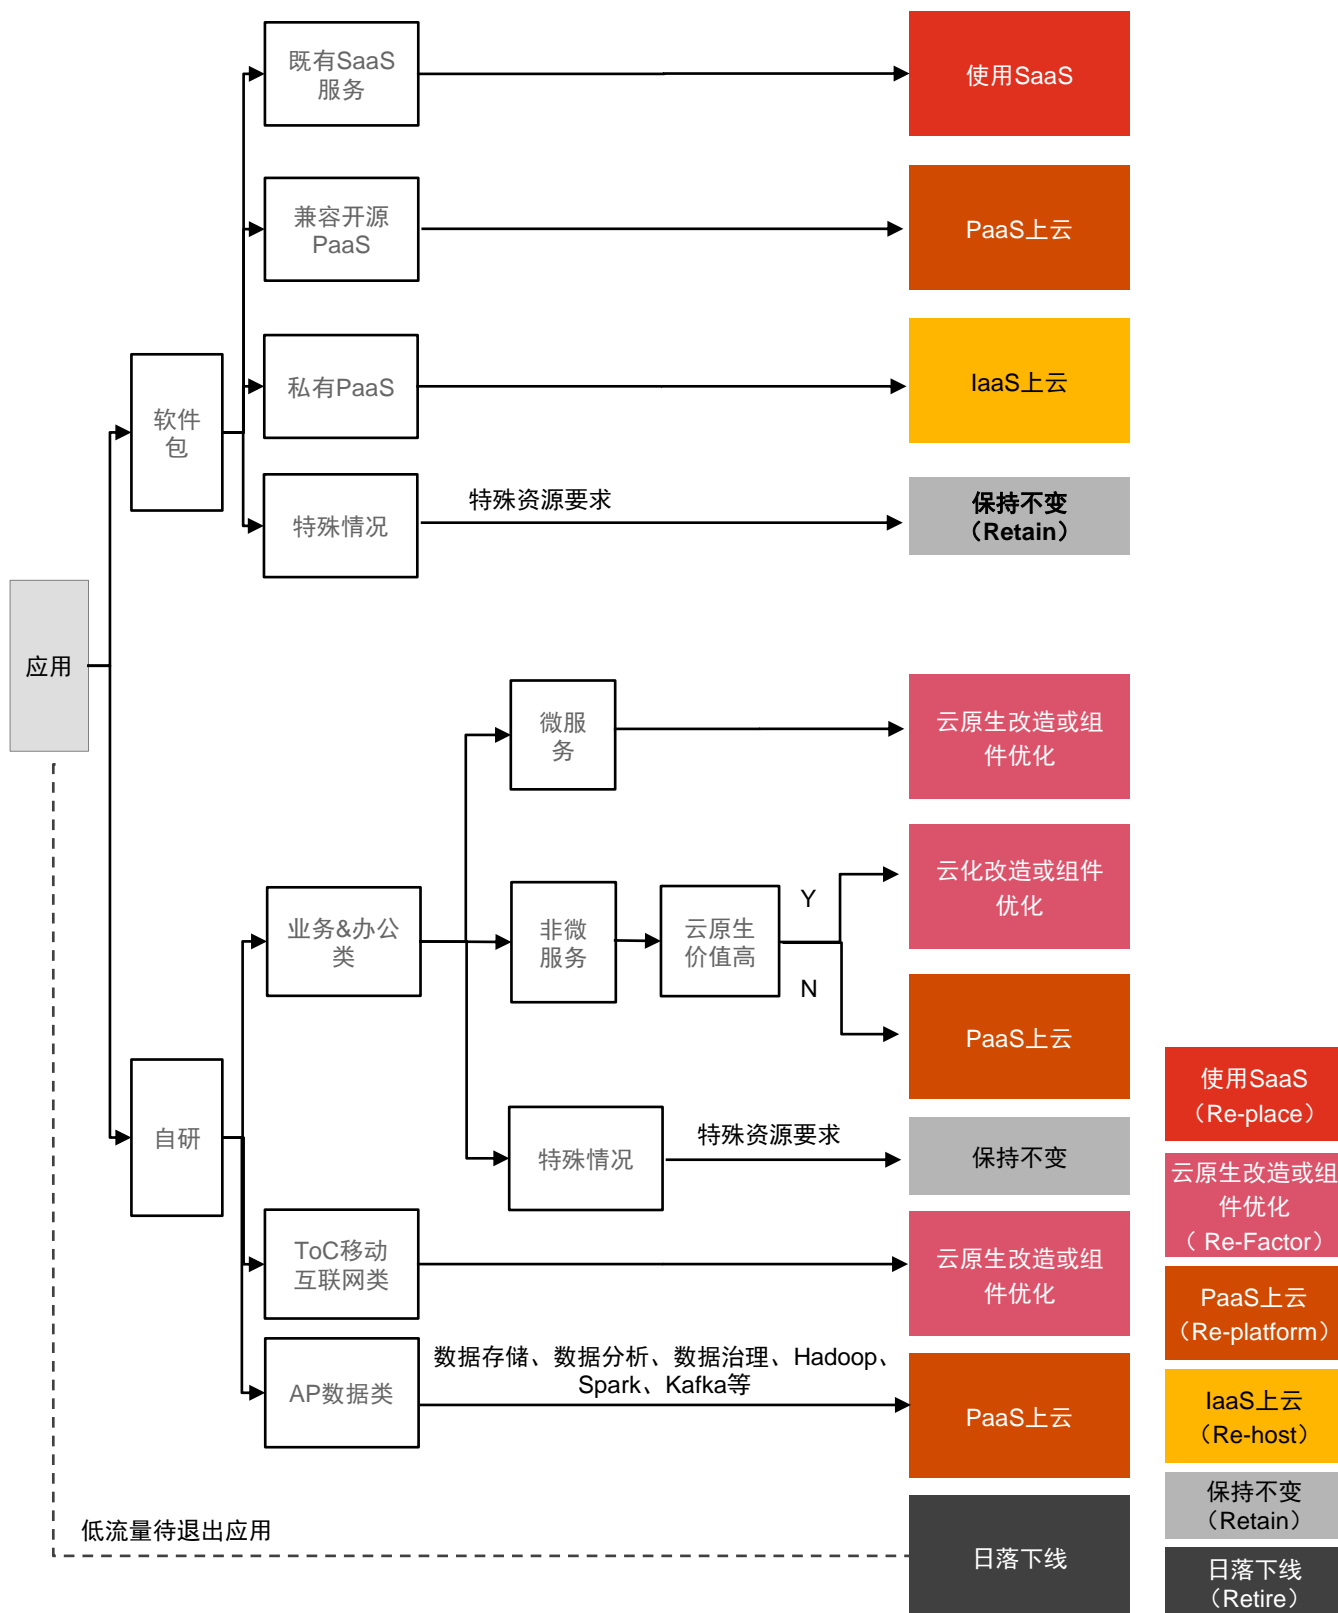 既有SaaS
服务
使用SaaS
兼容开源
PaaS
PaaS上云
私有PaaS
IaaS上云
软件
包
特殊情况
特殊资源要求
保持不变
（Retain）
应用
微服
务
云原生改造或组
件优化
业务&办公
类
非微
服务
云原生
价值高
Y
N
云化改造或组件
优化
PaaS上云
自研
特殊情况
特殊资源要求
保持不变
ToC移动
互联网类
云原生改造或组
件优化
AP数据类
数据存储、数据分析、数据治理、Hadoop、
Spark、Kafka等
PaaS上云
低流量待退出应用
日落下线
使用SaaS
（Re-place）
云原生改造或组
件优化
（ Re-Factor）
PaaS上云
（Re-platform）
IaaS上云
（Re-host）
保持不变
（Retain）
日落下线
（Retire）